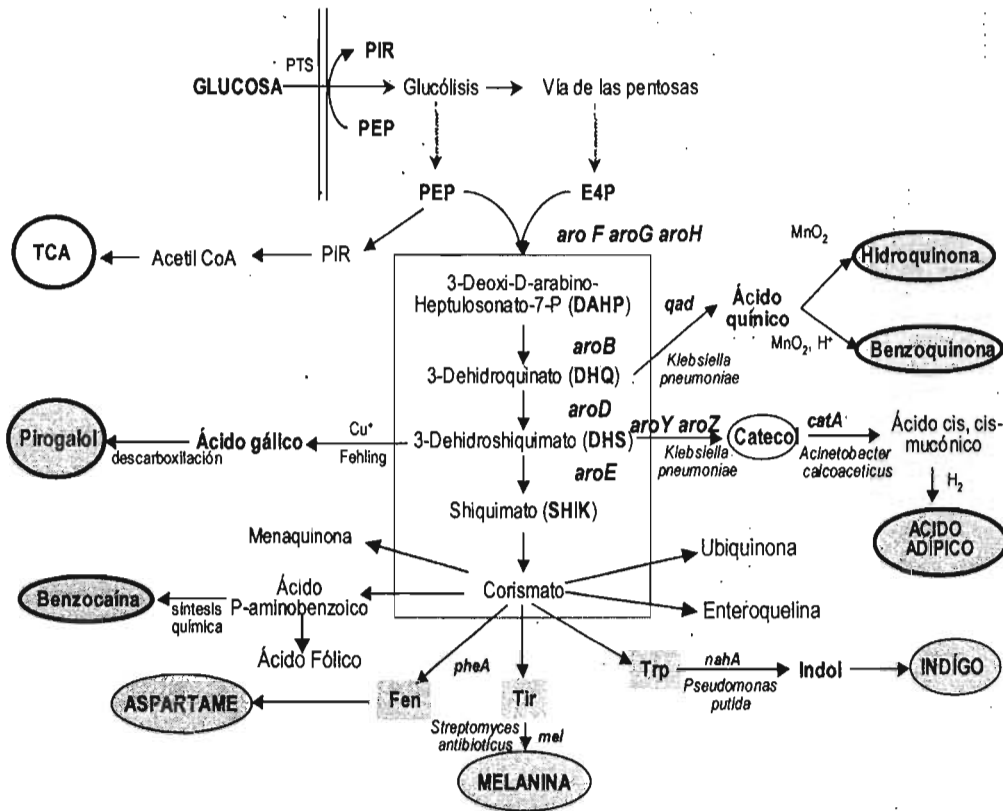 PIR
PTS
GLUCOSA
Glucólisis
Vía de las pentosas
PEP
PEP
E4P
aro F aroG aroH
TCA
Acetil CoA
PIR
3-Deoxi-D-arabino-
Heptulosonato-7-P (DAHP)
qad
Ácido
químico
MnO2
Hidroquinona
MnO2, H+
Benzoquinona
aroB
3-Dehidroquinato (DHQ)
Klebsiella
pneumoniae
aroD
Pirogalol
descarboxilación
Ácido gálico
Cu+
Fehling
3-Dehidroshiquimato (DHS)
aroY aroZ
Klebsiella
pneumoniae
Catecol
catA
Acinetobacter
calcoaceticus
Ácido cis, cis-
mucónico
aroE
H2
ACIDO
ADÍPICO
Shiquimato (SHIK)
Menaquinona
Ubiquinona
Corismato
Enteroquelina
Benzocaína
síntesis
química
Ácido
P-aminobenzoico
Ácido Fólico
pheA
Fen
Tir
Trp
nahA
Pseudomonas
putida
Indol
INDÍGO
ASPARTAME
Streptomyces
antibioticus
mel
MELANINA